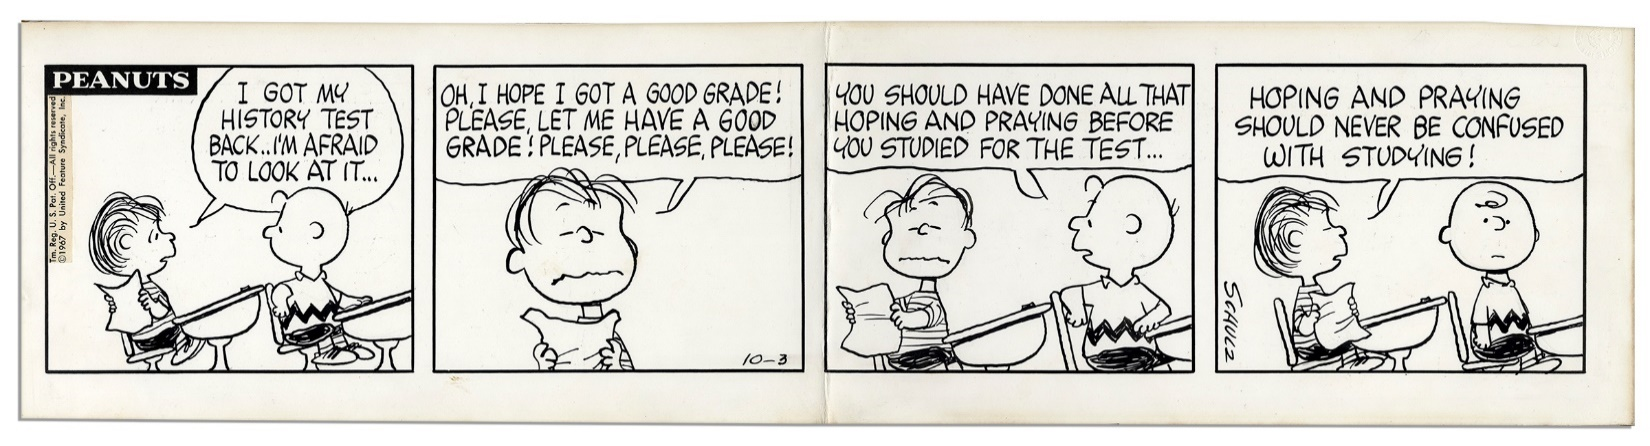 PEANUTS
I GOT MY
HISTORY TEST
BACK..I'M AFRAID
TO LOOK AT IT...
Tm. Reg. U. S. Pat. Off.—All rights reserved
©1967 by United Feature Syndicate, Inc.
OH, I HOPE I GOT A GOOD GRADE!
PLEASE, LET ME HAVE A GOOD
GRADE! PLEASE, PLEASE, PLEASE!
10-3
YOU SHOULD HAVE DONE ALL THAT
HOPING AND PRAYING BEFORE
YOU STUDIED FOR THE TEST...
HOPING AND PRAYING
SHOULD NEVER BE CONFUSED
WITH STUDYING!
SCHULZ